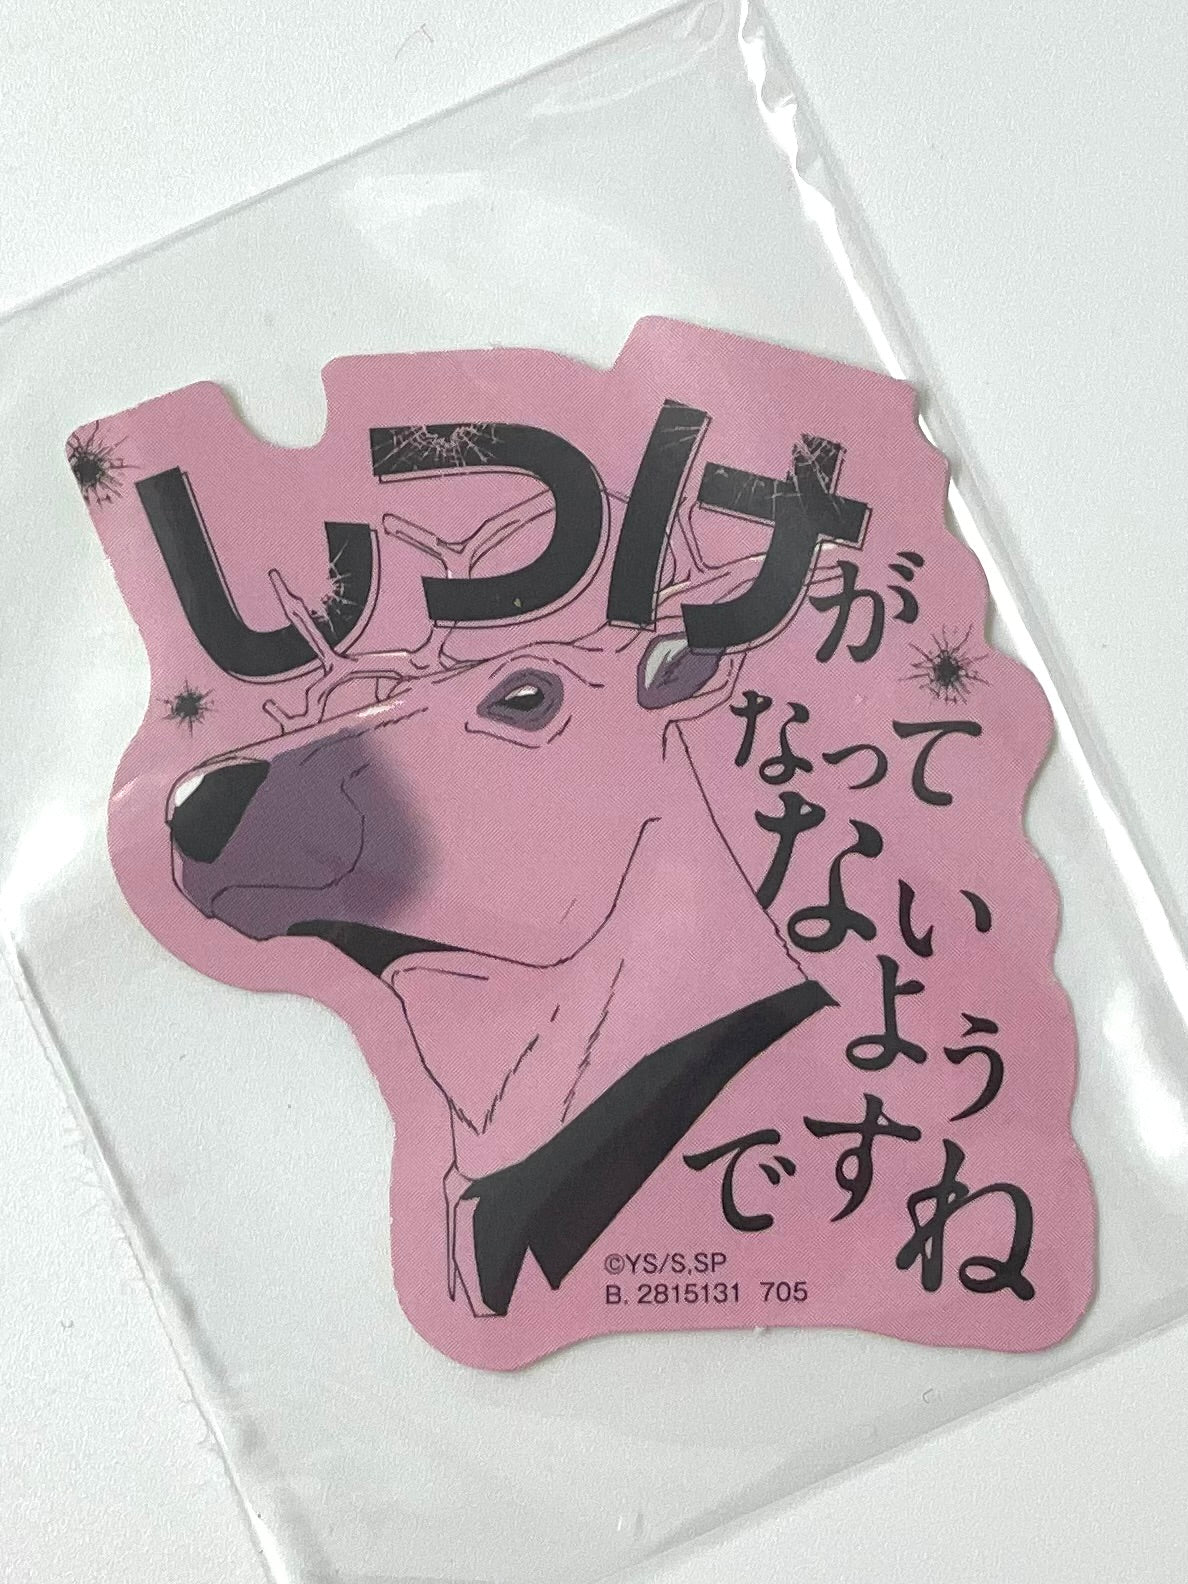 しつけが
なって
ない
よう
ですね
©YS/S,SP
B. 2815131 705